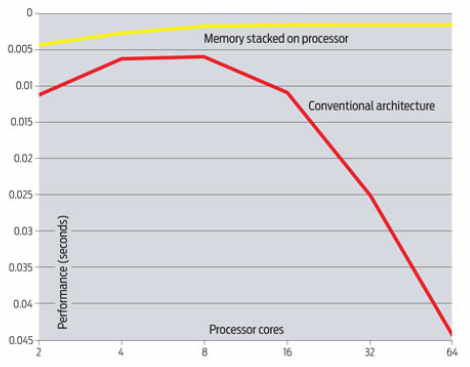 0
0.005
0.01
0.015
0.02
0.025
0.03
0.035
0.04
0.045
Performance (seconds)
Memory stacked on processor
Conventional architecture
Processor cores
2 4 8 16 32 64